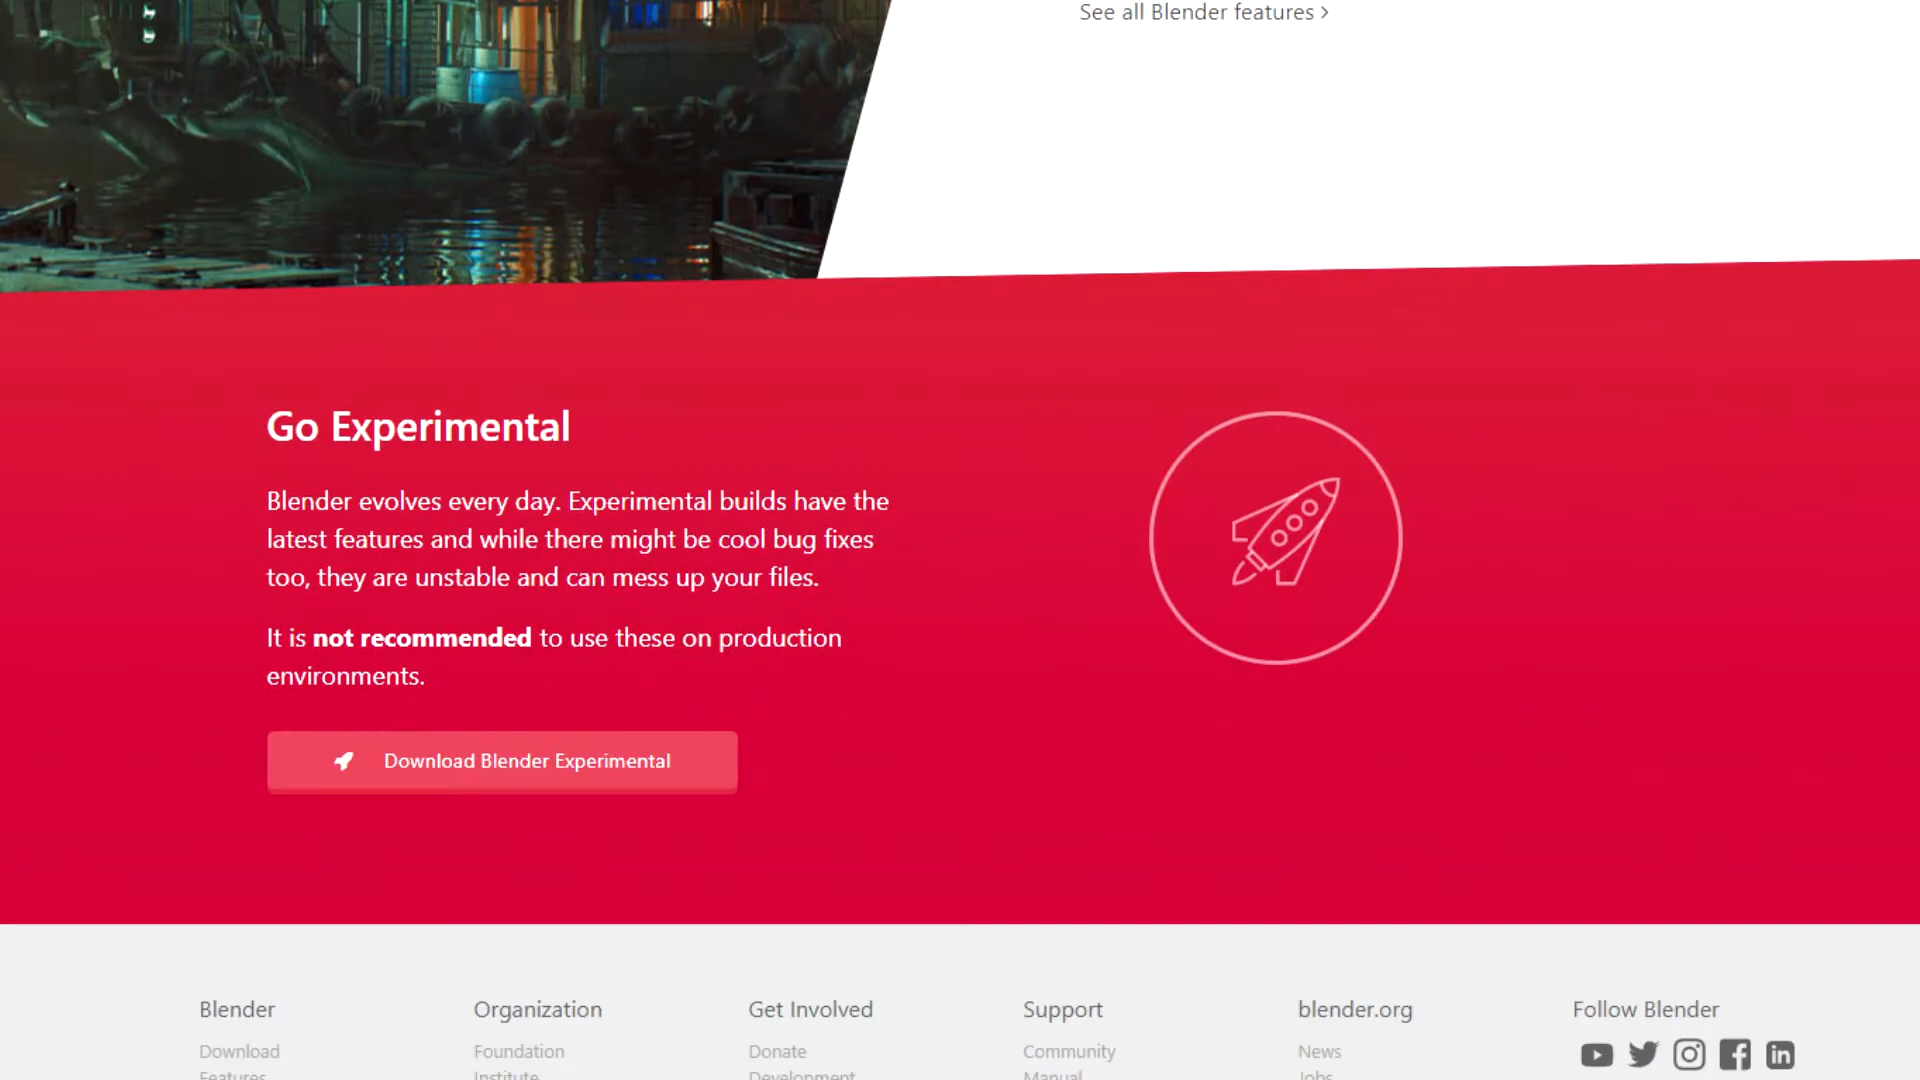 See all Blender features >
Go Experimental
Blender evolves every day. Experimental builds have the
latest features and while there might be cool bug fixes
too, they are unstable and can mess up your files.
It is not recommended to use these on production
environments.
Download Blender Experimental
Blender
Organization
Get Involved
Support
blender.org
Follow Blender
Download
Foundation
Donate
Community
News
Features
Institute
Development
Manual
Jobs